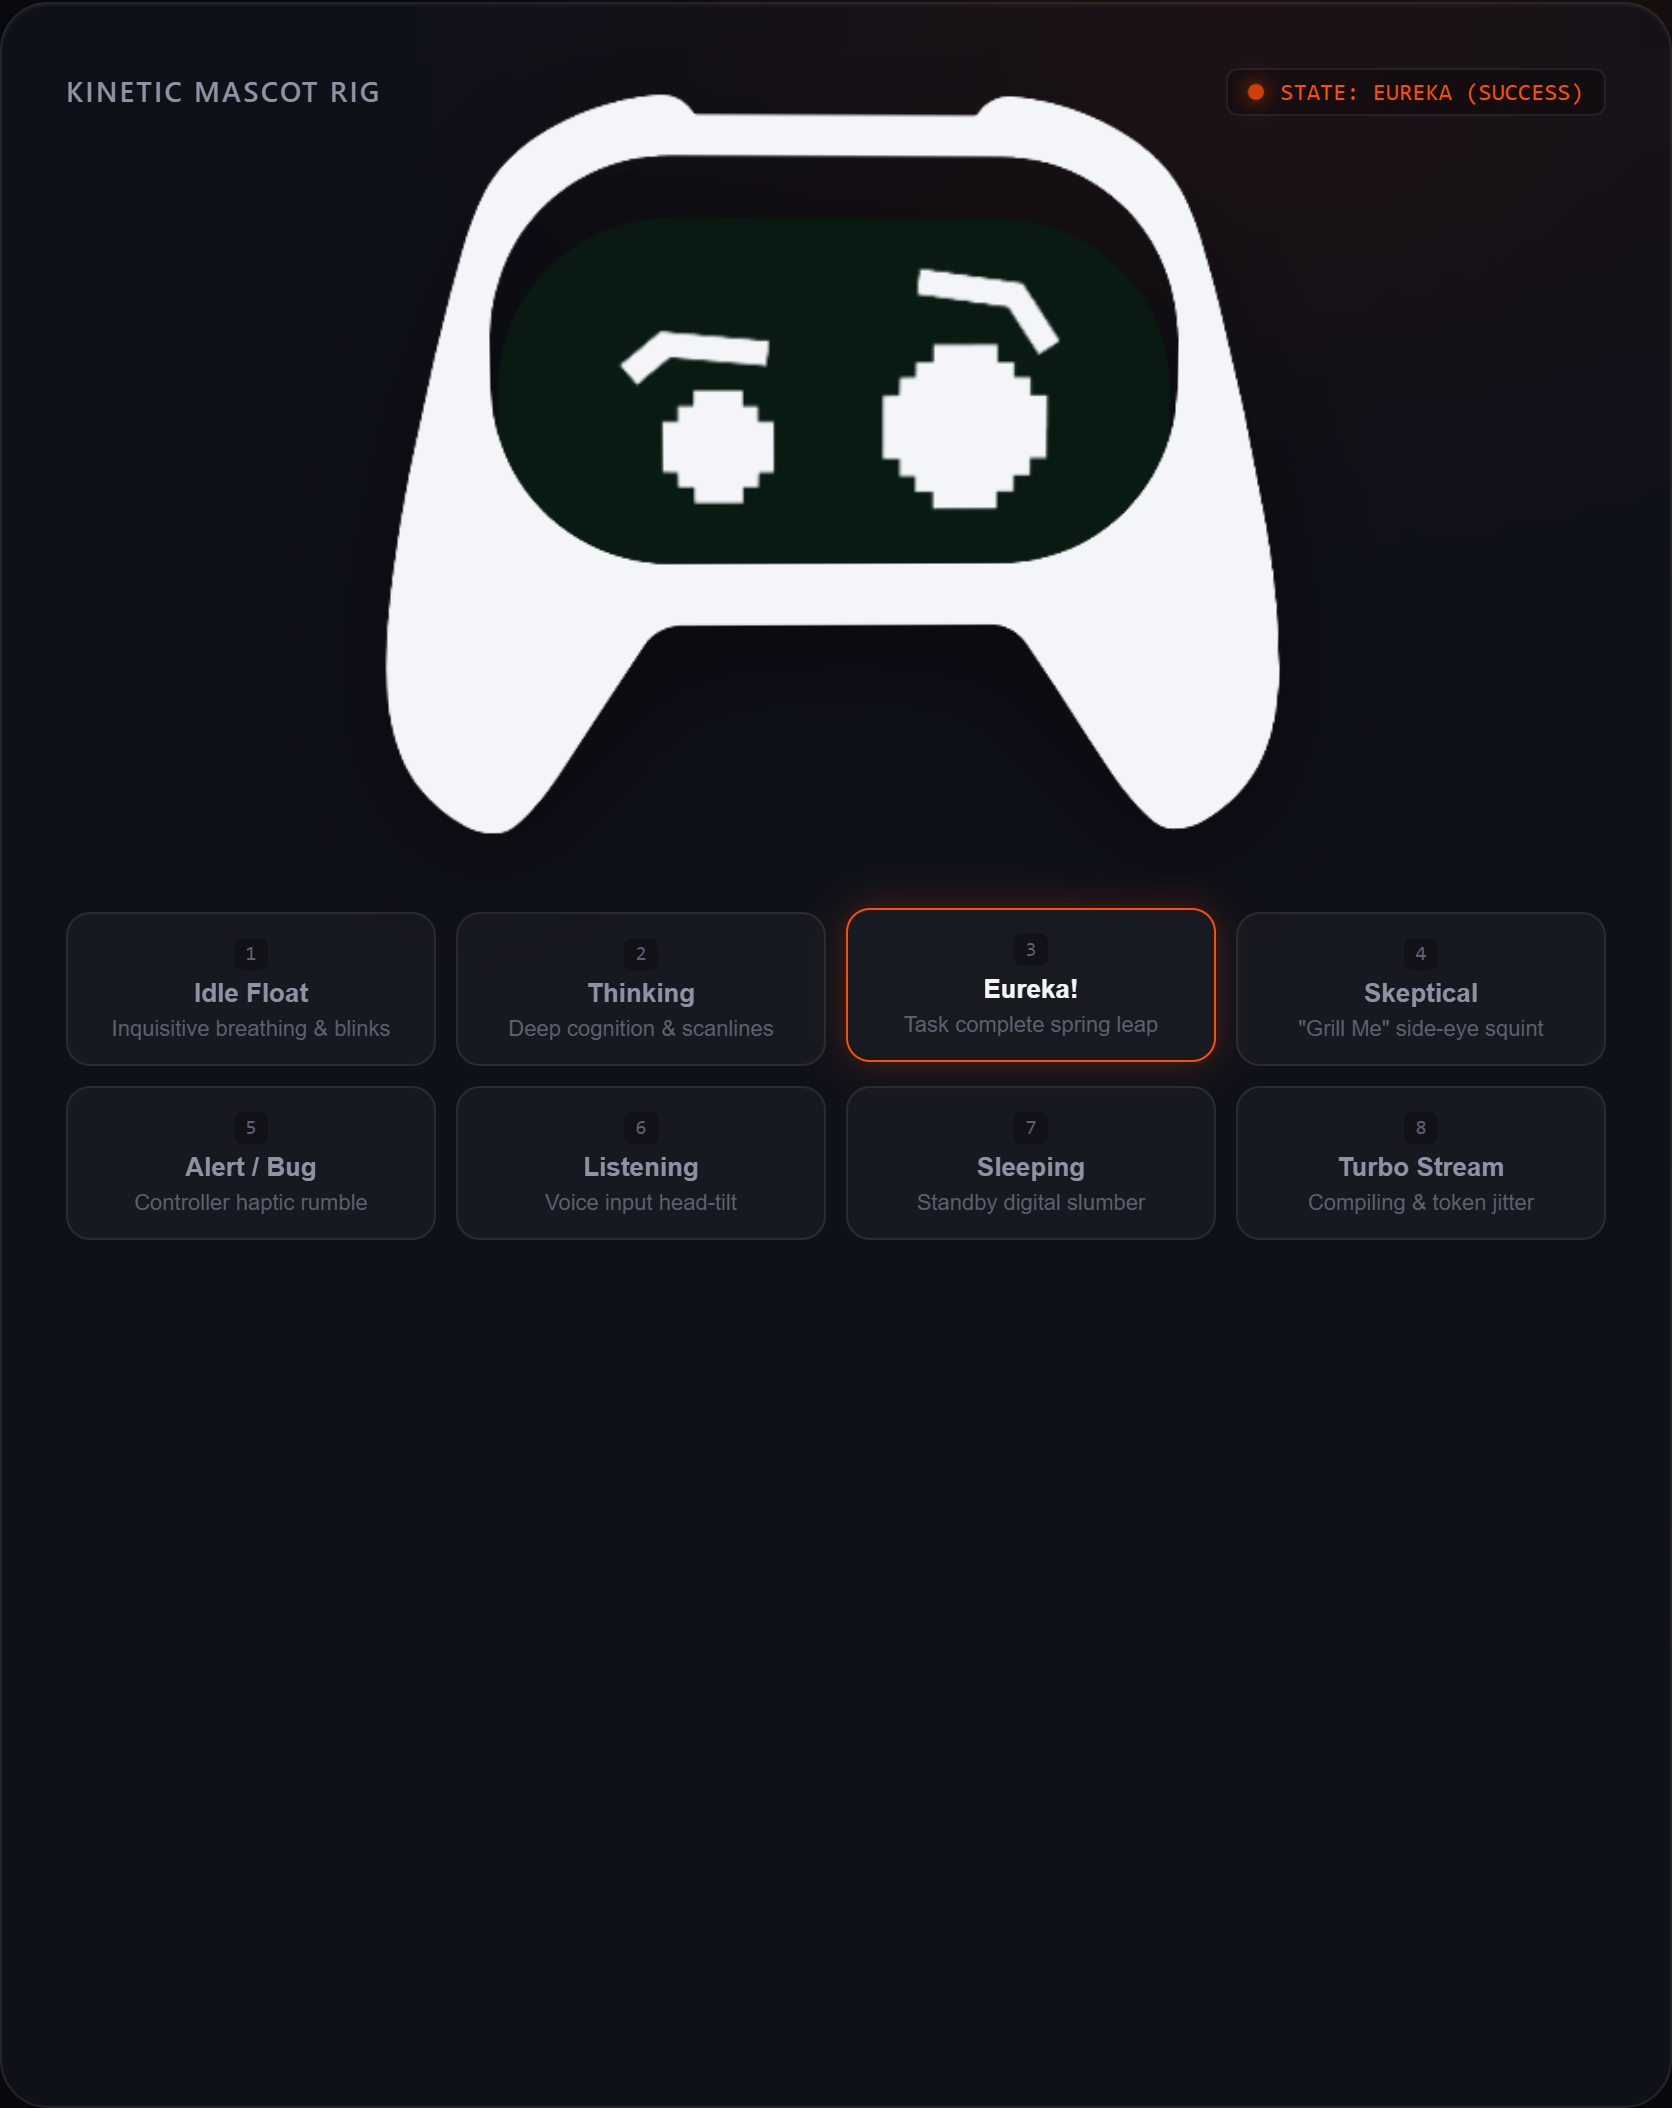 KINETIC MASCOT RIG
STATE: EUREKA (SUCCESS)
1
Idle Float
Inquisitive breathing & blinks
2
Thinking
Deep cognition & scanlines
3
Eureka!
Task complete spring leap
4
Skeptical
"Grill Me" side-eye squint
5
Alert / Bug
Controller haptic rumble
6
Listening
Voice input head-tilt
7
Sleeping
Standby digital slumber
8
Turbo Stream
Compiling & token jitter